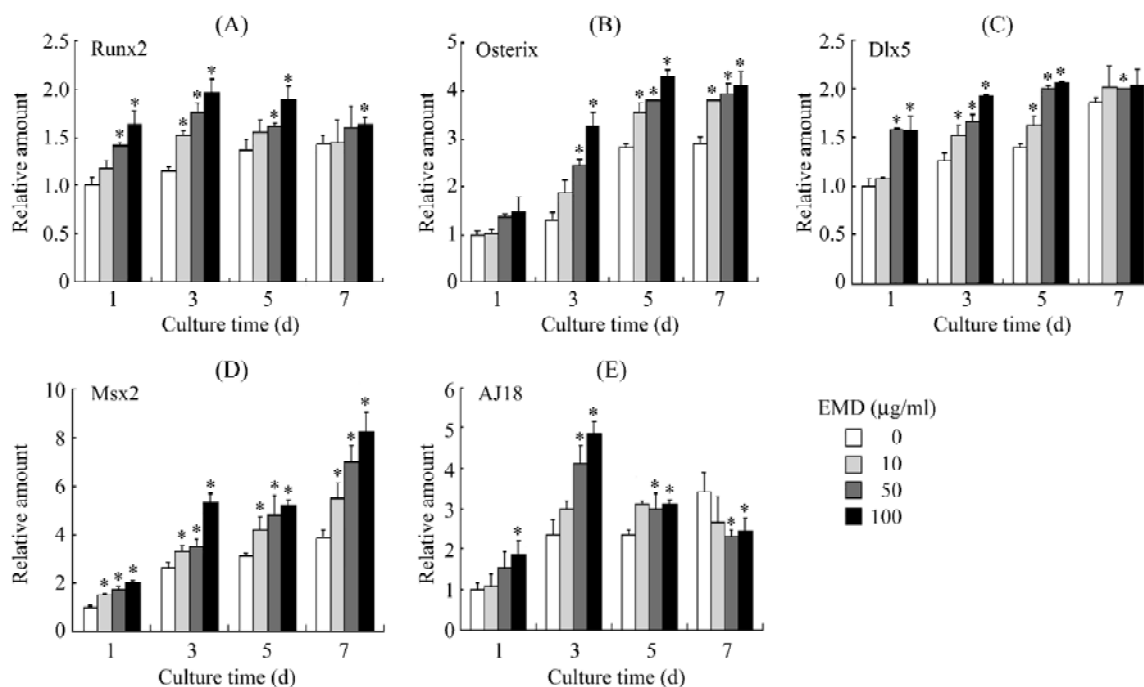 (A)
Runx2
Relative amount
2.5
2.0
1.5
1.0
0.5
0
1 3 5 7
Culture time (d)
(B)
Osterix
Relative amount
5
4
3
2
1
0
1 3 5 7
Culture time (d)
(C)
Dlx5
Relative amount
2.5
2.0
1.5
1.0
2.5
0
1 3 5 7
Culture time (d)
(D)
Msx2
Relative amount
10
8
6
4
2
0
1 3 5 7
Culture time (d)
(E)
AJ18
Relative amount
6
5
4
3
2
1
0
1 3 5 7
Culture time (d)
EMD (µg/ml)
0
10
50
100